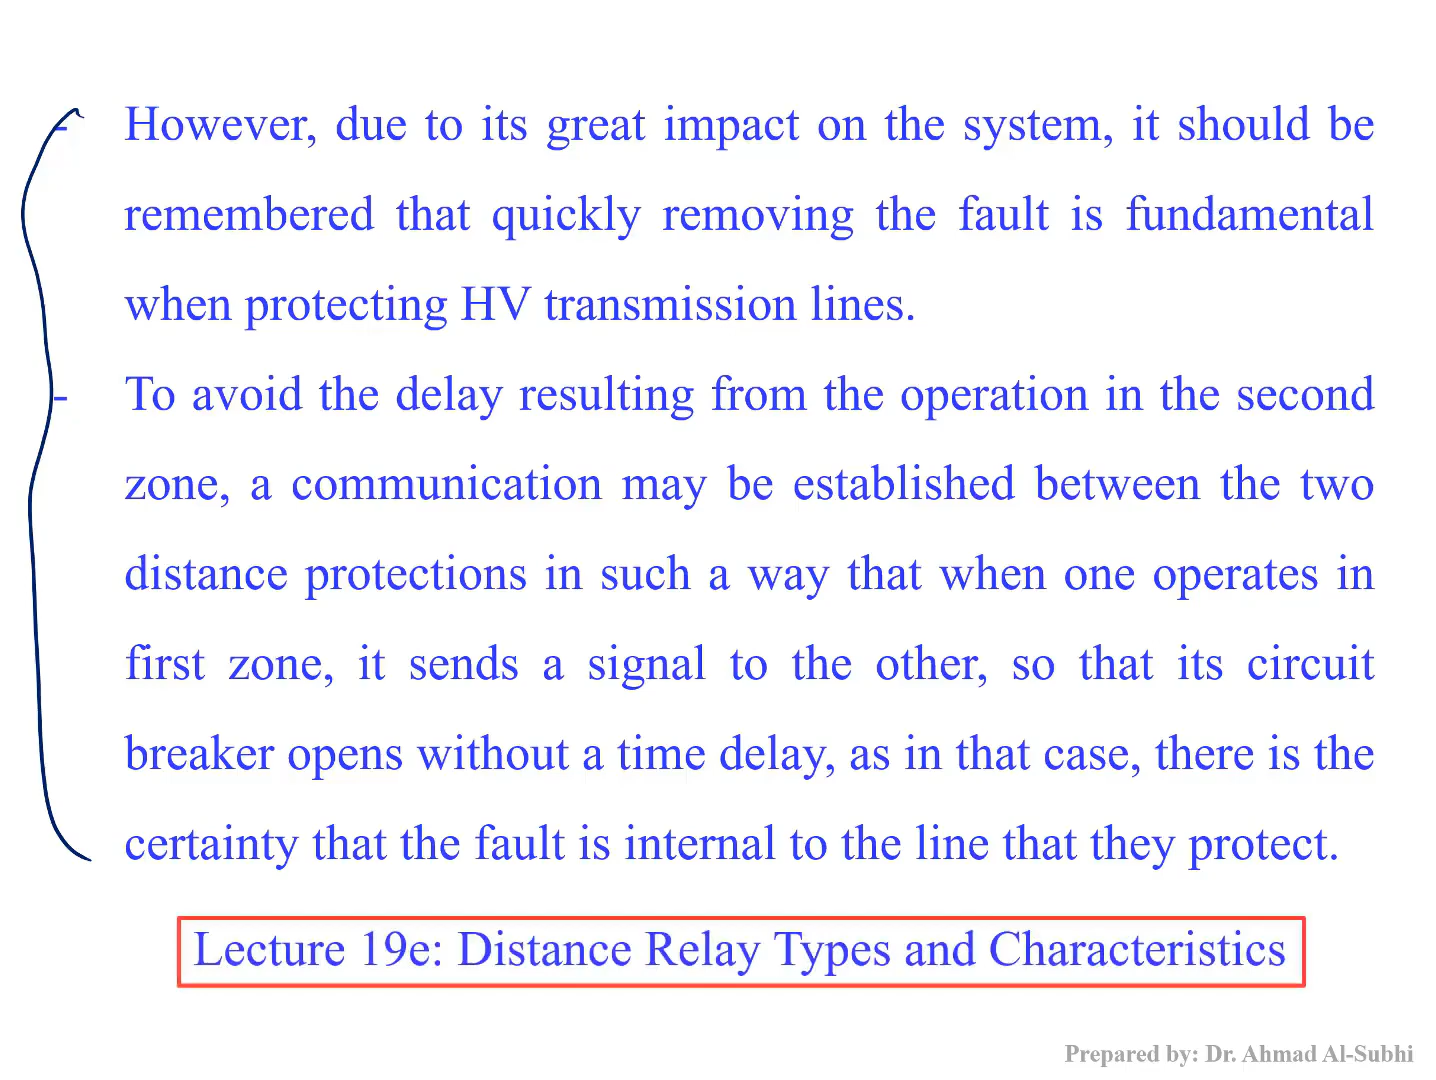 - However, due to its great impact on the system, it should be
remembered that quickly removing the fault is fundamental
when protecting HV transmission lines.
- To avoid the delay resulting from the operation in the second
zone, a communication may be established between the two
distance protections in such a way that when one operates in
first zone, it sends a signal to the other, so that its circuit
breaker opens without a time delay, as in that case, there is the
certainty that the fault is internal to the line that they protect.
Lecture 19e: Distance Relay Types and Characteristics
Prepared by: Dr. Ahmad Al-Subhi